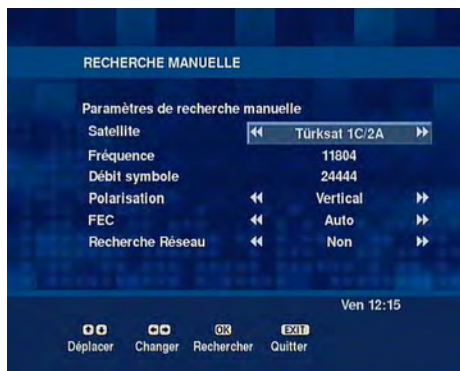 RECHERCHE MANUELLE
Paramètres de recherche manuelle
Satellite Türksat 1C/2A
Fréquence 11804
Débit symbole 24444
Polarisation Vertical
FEC Auto
Recherche Réseau Non
Ven 12:15
OK EXIT
Déplacer Changer Rechercher Quitter